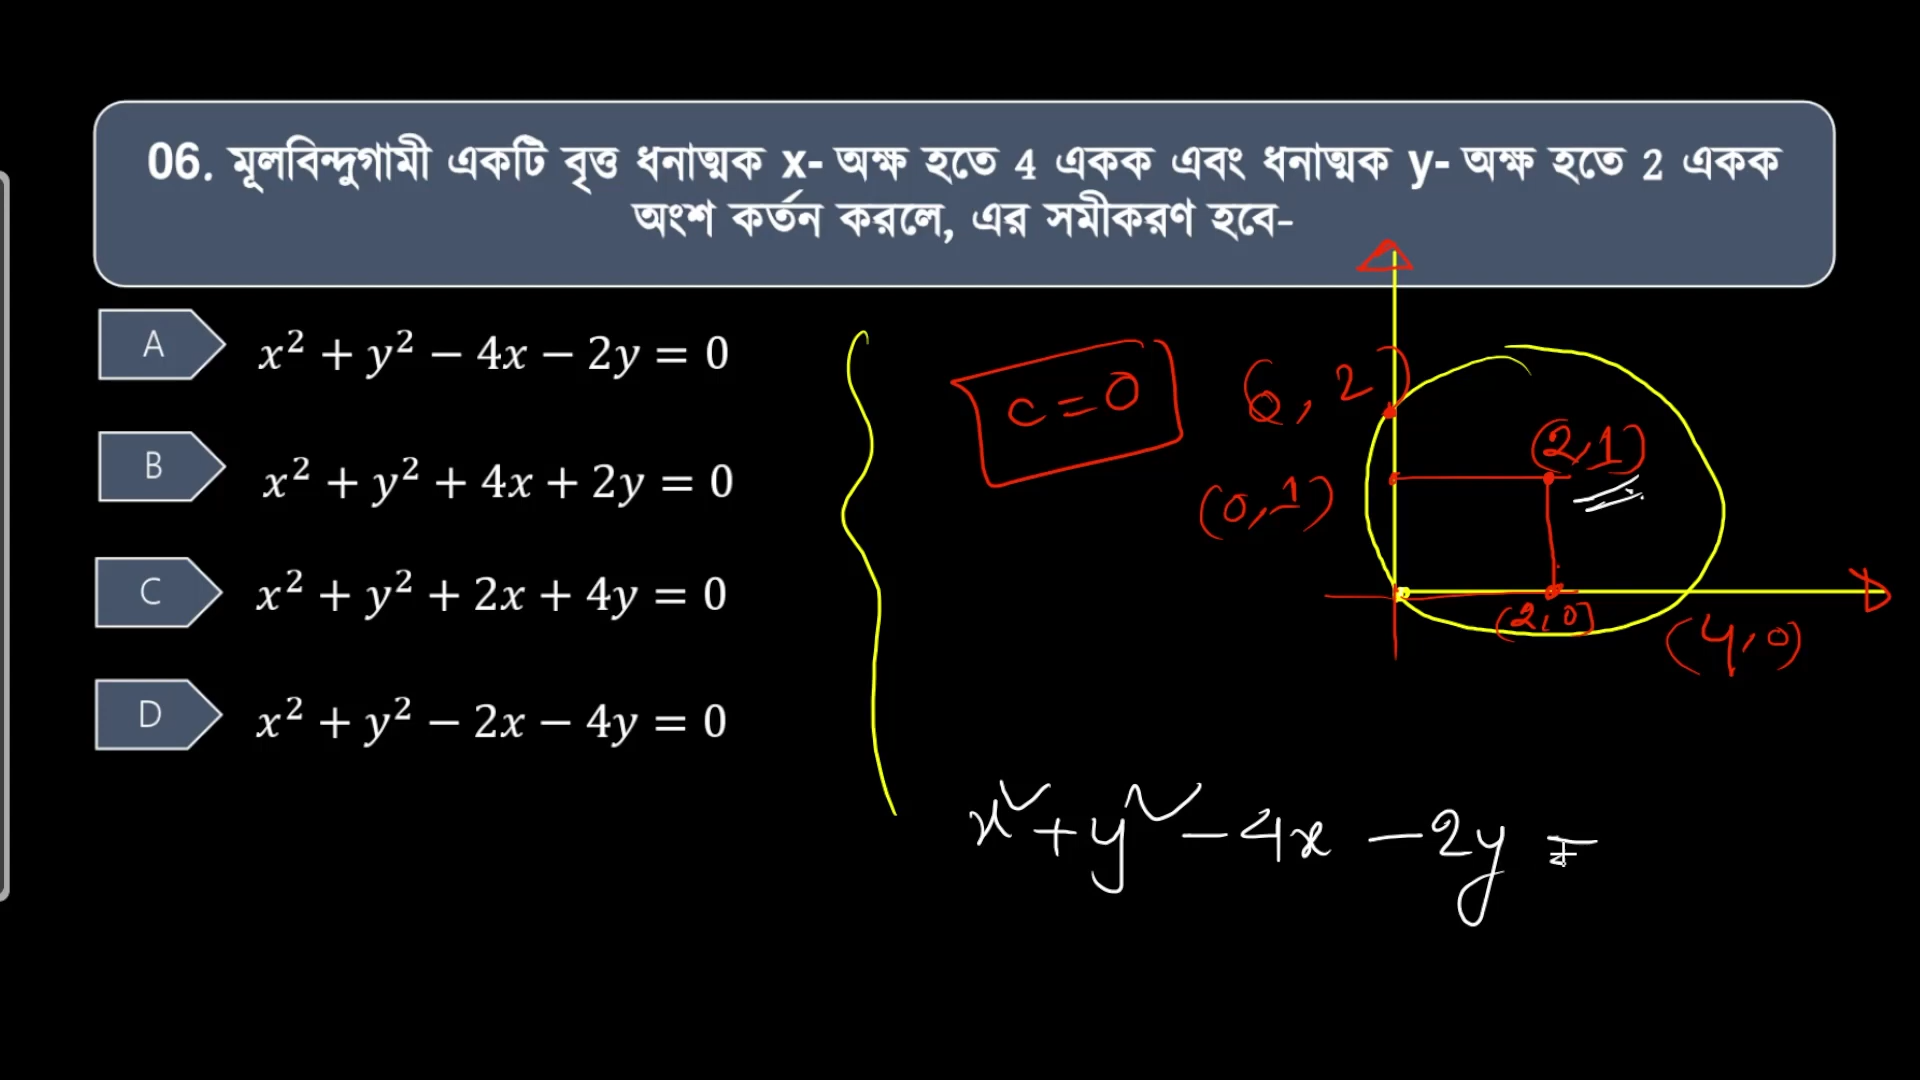 06. মূলবিন্দুগামী একটি বৃত্ত ধনাত্মক x- অক্ষ হতে 4 একক এবং ধনাত্মক y- অক্ষ হতে 2 একক
অংশ কর্তন করলে, এর সমীকরণ হবে-
A x² + y² − 4x − 2y = 0
B x² + y² + 4x + 2y = 0
C x² + y² + 2x + 4y = 0
D x² + y² − 2x − 4y = 0
c = 0
(0, 2)
(2, 1)
(0, 1)
(2, 0)
(4, 0)
x² + y² − 4x − 2y =